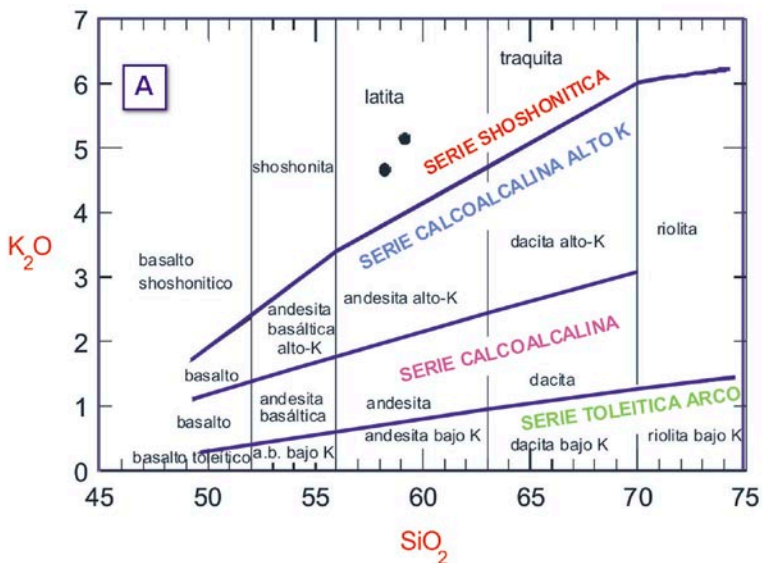 7
6
5
4
3
2
1
0
K2O
A
traquita
latita
SERIE SHOSHONITICA
shoshonita
SERIE CALCOALCALINA ALTO K
basalto
shoshonitico
riolita
dacita alto-K
andesita alto-K
andesita
basáltica
alto-K
SERIE CALCOALCALINA
basalto
andesita
basáltica
basalto
andesita
dacita
SERIE TOLEITICA ARCO
basalto toleitico
a.b. bajo K
andesita bajo K
dacita bajo K
riolita bajo K
45
50
55
60
65
70
75
SiO2